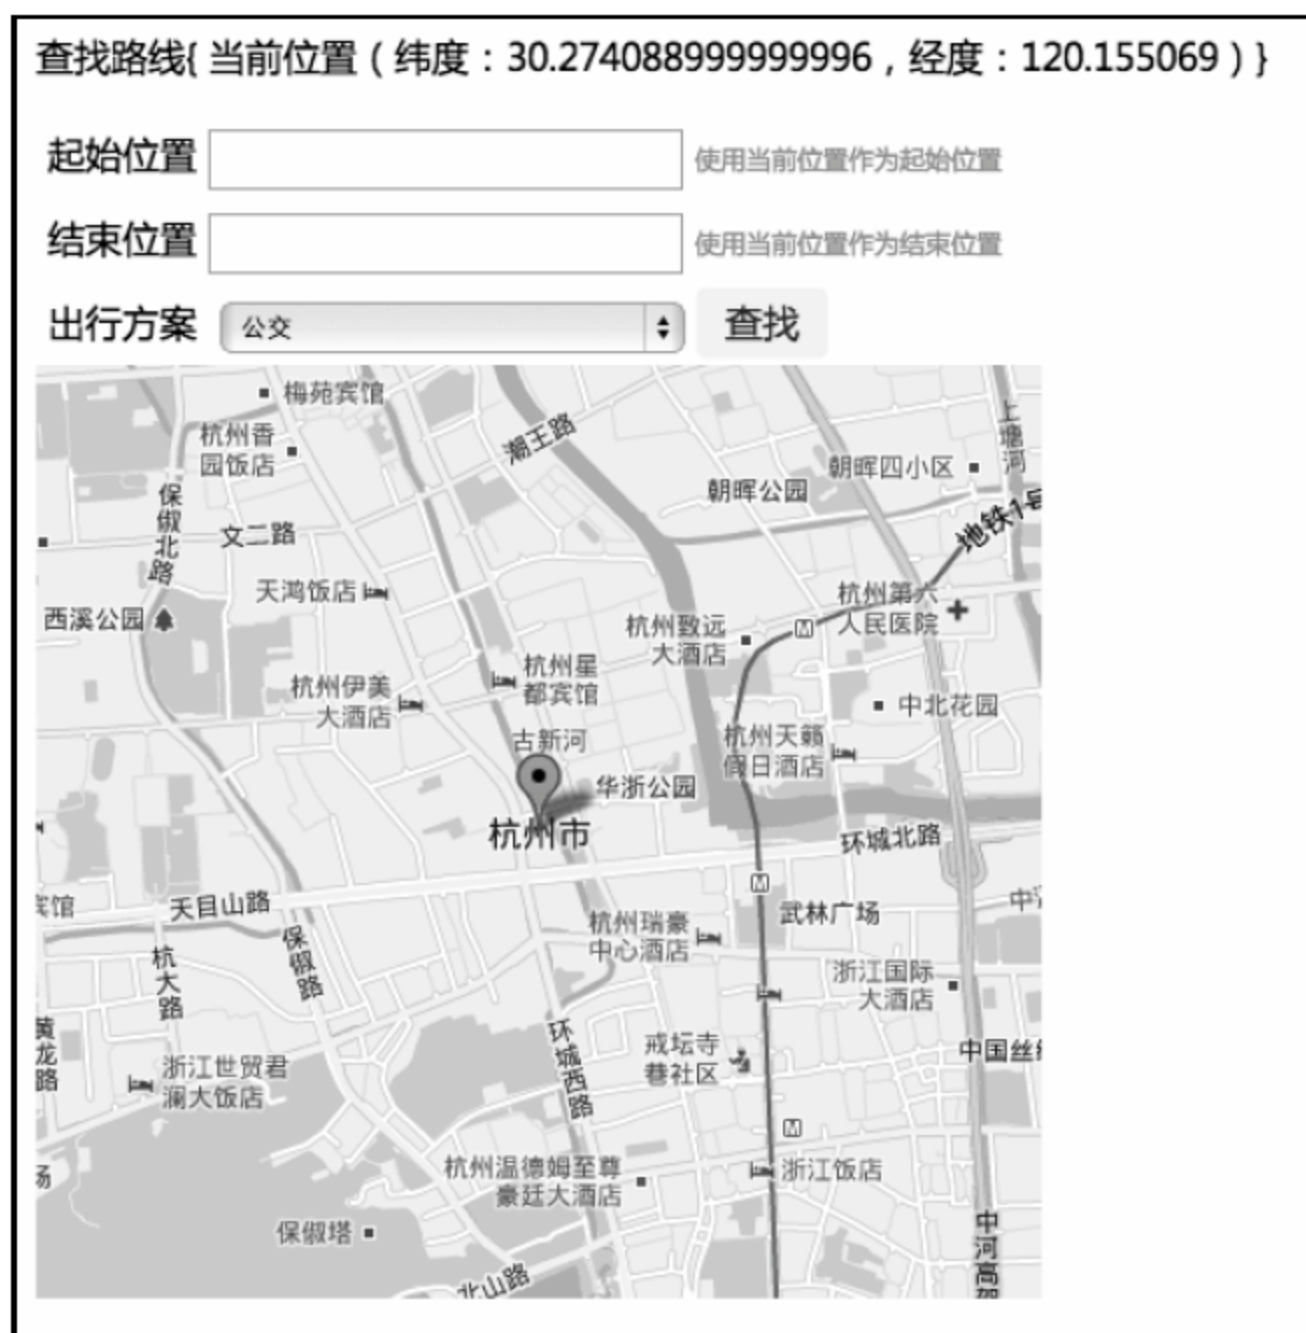 查找路线{ 当前位置（纬度：30.274088999999996，经度：120.155069）}
起始位置
使用当前位置作为起始位置
结束位置
使用当前位置作为结束位置
出行方案
公交
查找
梅苑宾馆
杭州香
园饭店
潮王路
上塘河
朝晖四小区
朝晖公园
保俶北路
文二路
地铁1号
天鸿饭店
西溪公园
杭州第六
人民医院
杭州致远
大酒店
杭州星
都宾馆
杭州伊美
大酒店
中北花园
古新河
杭州天籁
假日酒店
华浙公园
杭州市
环城北路
宾馆
天目山路
武林广场
杭州瑞豪
中心酒店
保俶路
杭大路
浙江国际
大酒店
黄龙路
环城西路
戒坛寺
巷社区
中国丝
浙江世贸君
澜大饭店
杭州温德姆至尊
豪廷大酒店
浙江饭店
场
保俶塔
中河高架
北山路